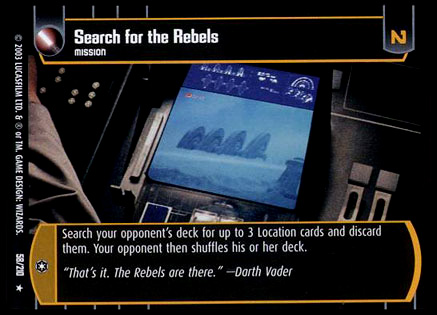 Search for the Rebels
MISSION
2
Search your opponent's deck for up to 3 Location cards and discard
them. Your opponent then shuffles his or her deck.
"That's it. The Rebels are there." —Darth Vader
© 2003 LUCASFILM LTD. & ® or TM. GAME DESIGN: WIZARDS.
58/210 ★